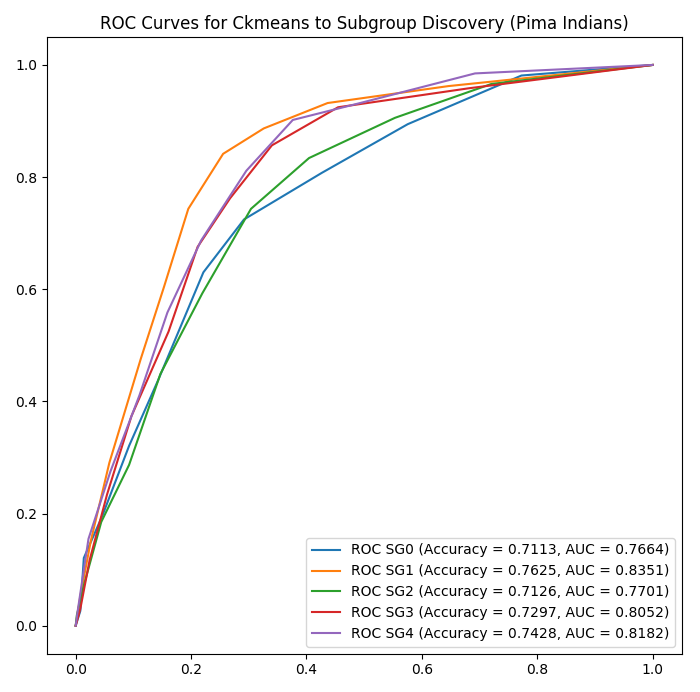 ROC Curves for Ckmeans to Subgroup Discovery (Pima Indians)
1.0
0.8
0.6
0.4
0.2
0.0
ROC SG0 (Accuracy = 0.7113, AUC = 0.7664)
ROC SG1 (Accuracy = 0.7625, AUC = 0.8351)
ROC SG2 (Accuracy = 0.7126, AUC = 0.7701)
ROC SG3 (Accuracy = 0.7297, AUC = 0.8052)
ROC SG4 (Accuracy = 0.7428, AUC = 0.8182)
0.0 0.2 0.4 0.6 0.8 1.0